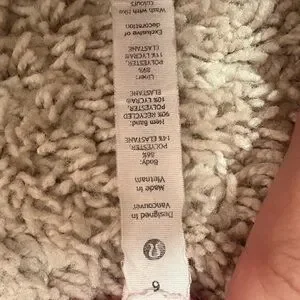 6
Designed in
Vancouver
Made in
Vietnam
Body:
86%
POLYESTER,
14% ELASTANE
Hem Band:
90% RECYCLED
POLYESTER,
10% LYCRA®
ELASTANE
Liner:
89%
POLYESTER,
11% LYCRA®
ELASTANE
Exclusive of
decoration
Wash with like
colours